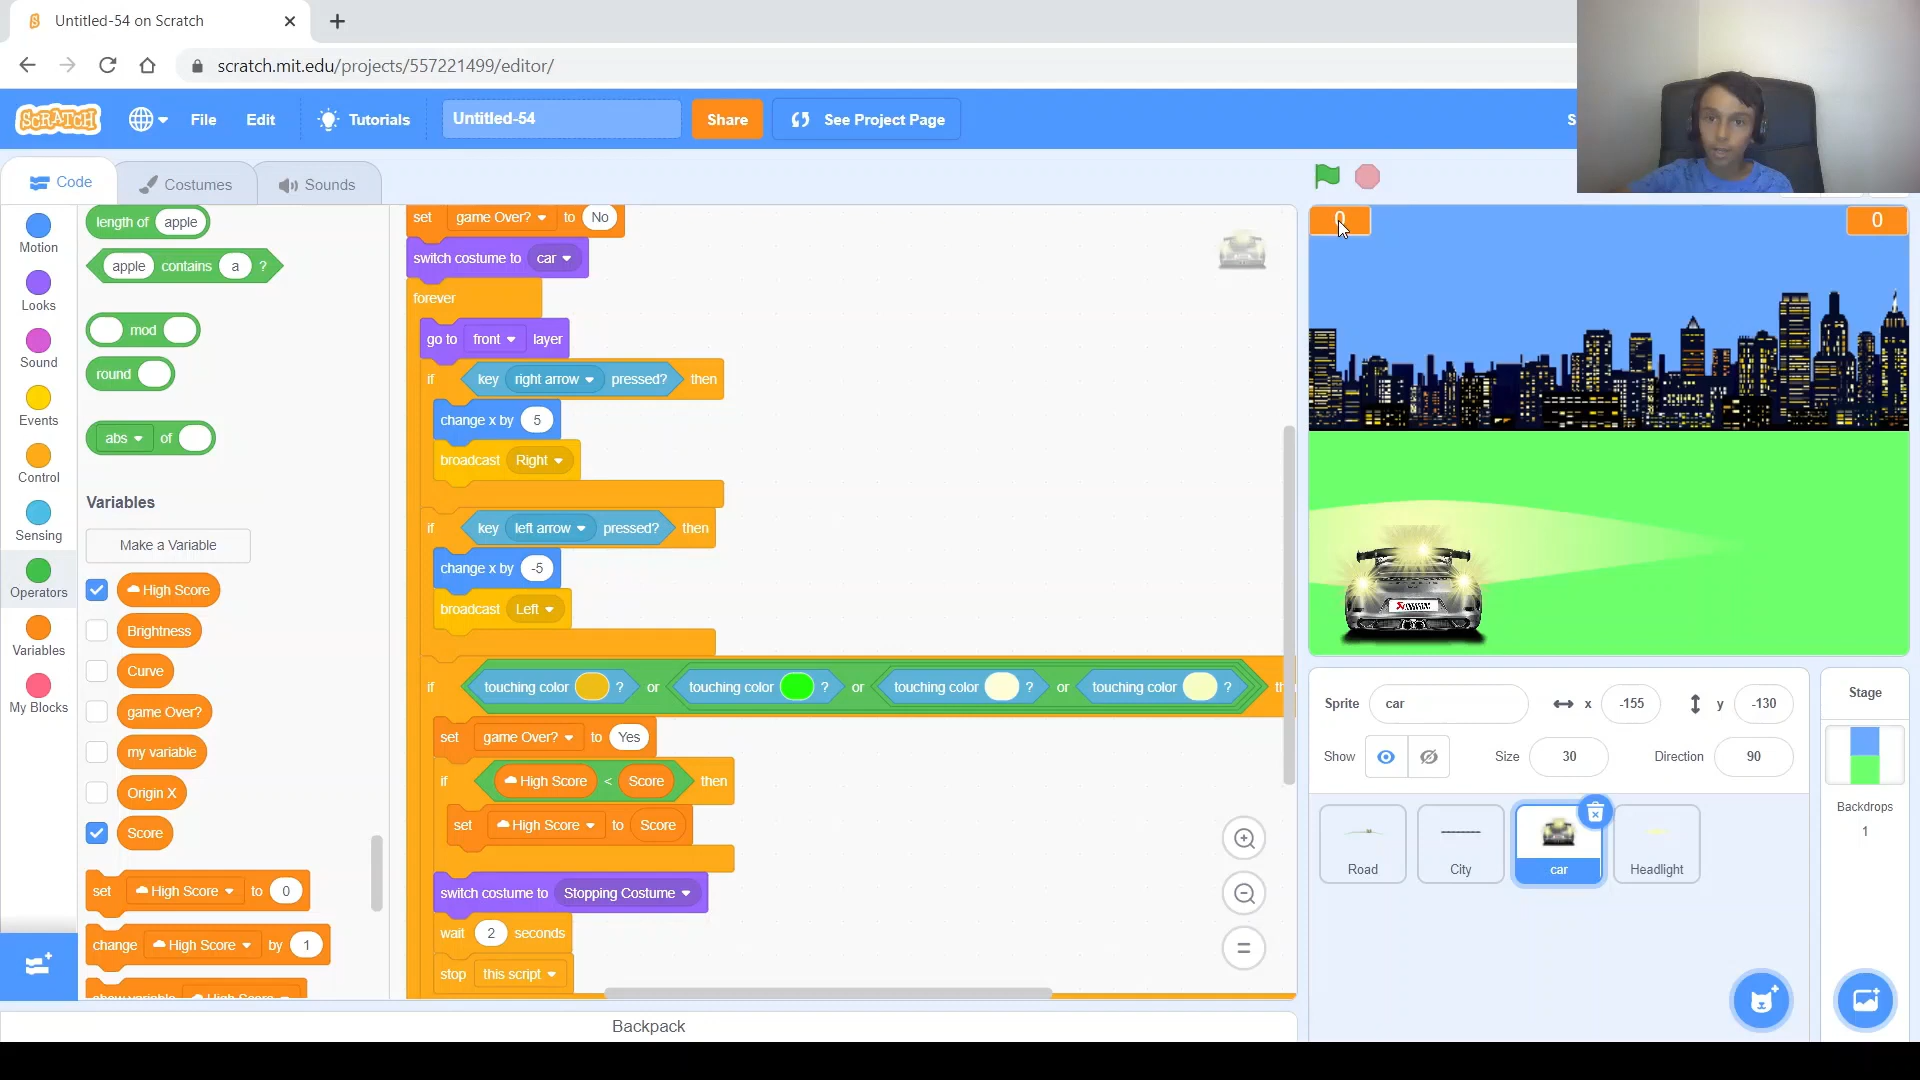 Untitled-54 on Scratch
scratch.mit.edu/projects/557221499/editor/
SCRATCH File Edit Tutorials Untitled-54 Share See Project Page S
Code Costumes Sounds
Motion
Looks
Sound
Events
Control
Sensing
Operators
Variables
My Blocks
length of apple
apple contains a ?
mod
round
abs of
Variables
Make a Variable
High Score
Brightness
Curve
game Over?
my variable
Origin X
Score
set High Score to 0
change High Score by 1
show variable High Score
set game Over? to No
switch costume to car
forever
go to front layer
if key right arrow pressed? then
change x by 5
broadcast Right
if key left arrow pressed? then
change x by -5
broadcast Left
if touching color ? or touching color ? or touching color ? or touching color ? th
set game Over? to Yes
if High Score < Score then
set High Score to Score
switch costume to Stopping Costume
wait 2 seconds
stop this script
Backpack
0 0
Sprite car x -155 y -130
Show Size 30 Direction 90
Road City car Headlight
Stage
Backdrops
1